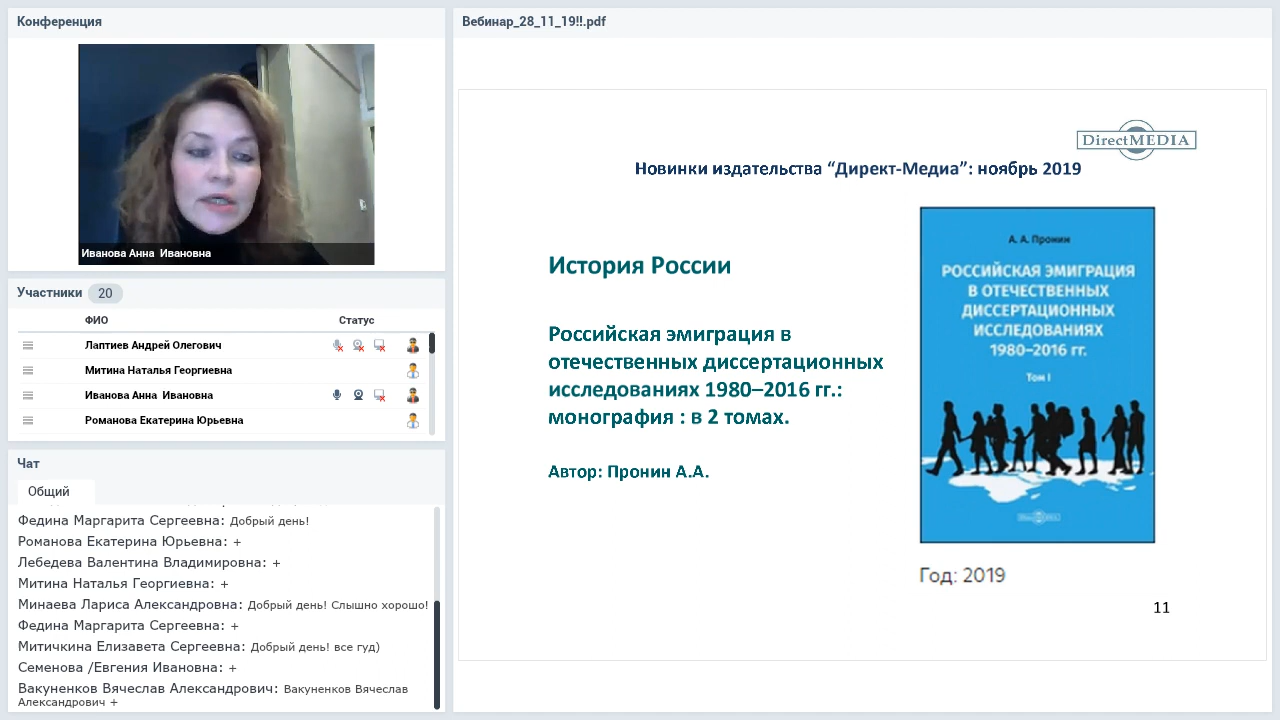 Конференция
Иванова Анна Ивановна
Участники 20
ФИО Статус
Лаптиев Андрей Олегович
Митина Наталья Георгиевна
Иванова Анна Ивановна
Романова Екатерина Юрьевна
Чат
Общий
Федина Маргарита Сергеевна: Добрый день!
Романова Екатерина Юрьевна: +
Лебедева Валентина Владимировна: +
Митина Наталья Георгиевна: +
Минаева Лариса Александровна: Добрый день! Слышно хорошо!
Федина Маргарита Сергеевна: +
Митичкина Елизавета Сергеевна: Добрый день! все гуд)
Семенова /Евгения Ивановна: +
Вакуненков Вячеслав Александрович: Вакуненков Вячеслав
Александрович +
Вебинар_28_11_19!!.pdf
DirectMEDIA
Новинки издательства “Директ-Медиа”: ноябрь 2019
История России
Российская эмиграция в
отечественных диссертационных
исследованиях 1980–2016 гг.:
монография : в 2 томах.
Автор: Пронин А.А.
А. А. Пронин
РОССИЙСКАЯ ЭМИГРАЦИЯ
В ОТЕЧЕСТВЕННЫХ
ДИССЕРТАЦИОННЫХ
ИССЛЕДОВАНИЯХ
1980–2016 гг.
Том I
Год: 2019
11